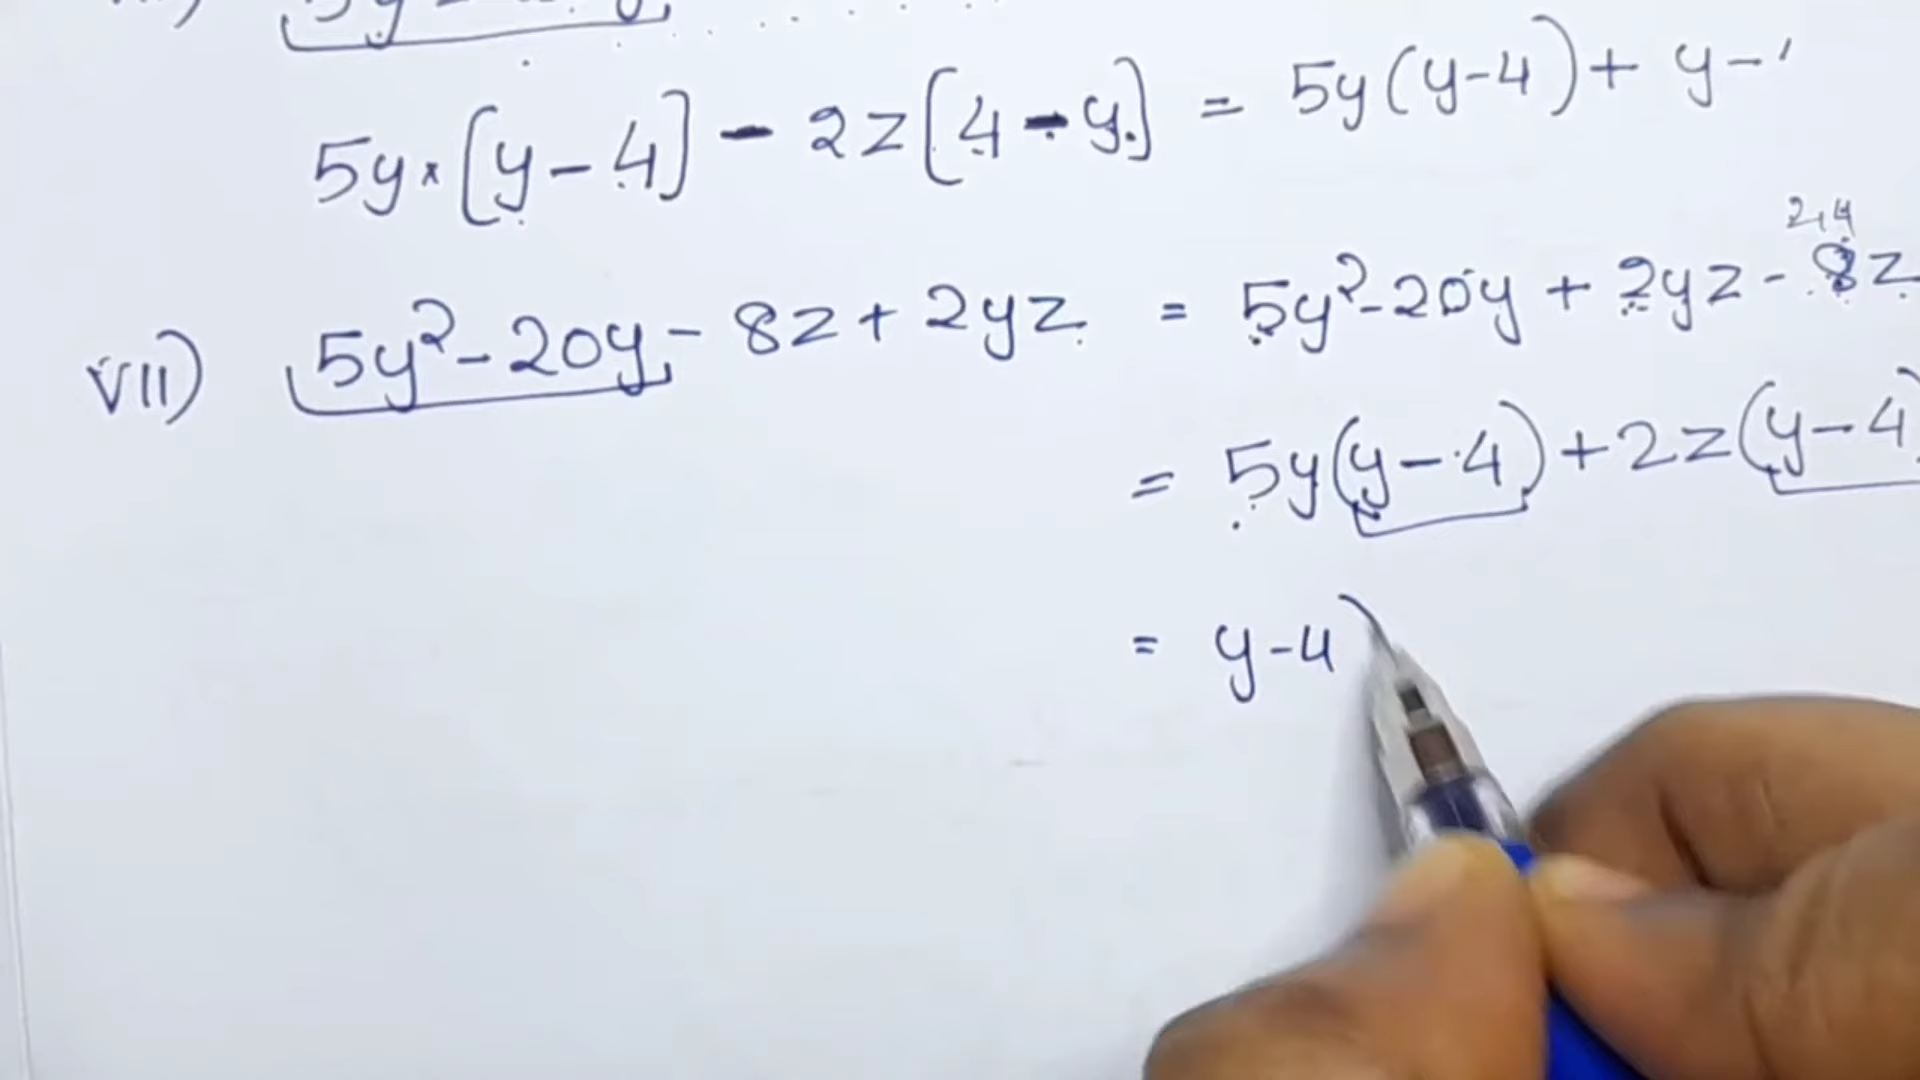 5y×[y-4] - 2z[4-y] = 5y(y-4)+ y-
VII) 5y²-20y- 8z+2yz = 5y²-20y+2yz-8z
2,4
= 5y(y-4)+2z(y-4)
= y-4)